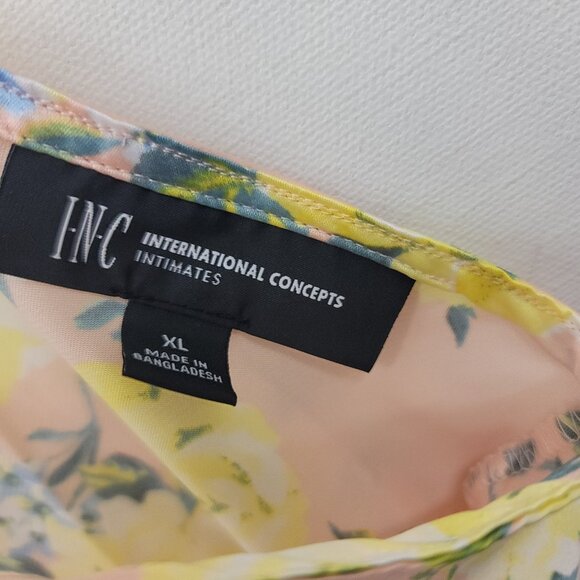 I·N·C INTERNATIONAL CONCEPTS
INTIMATES
XL
MADE IN
BANGLADESH